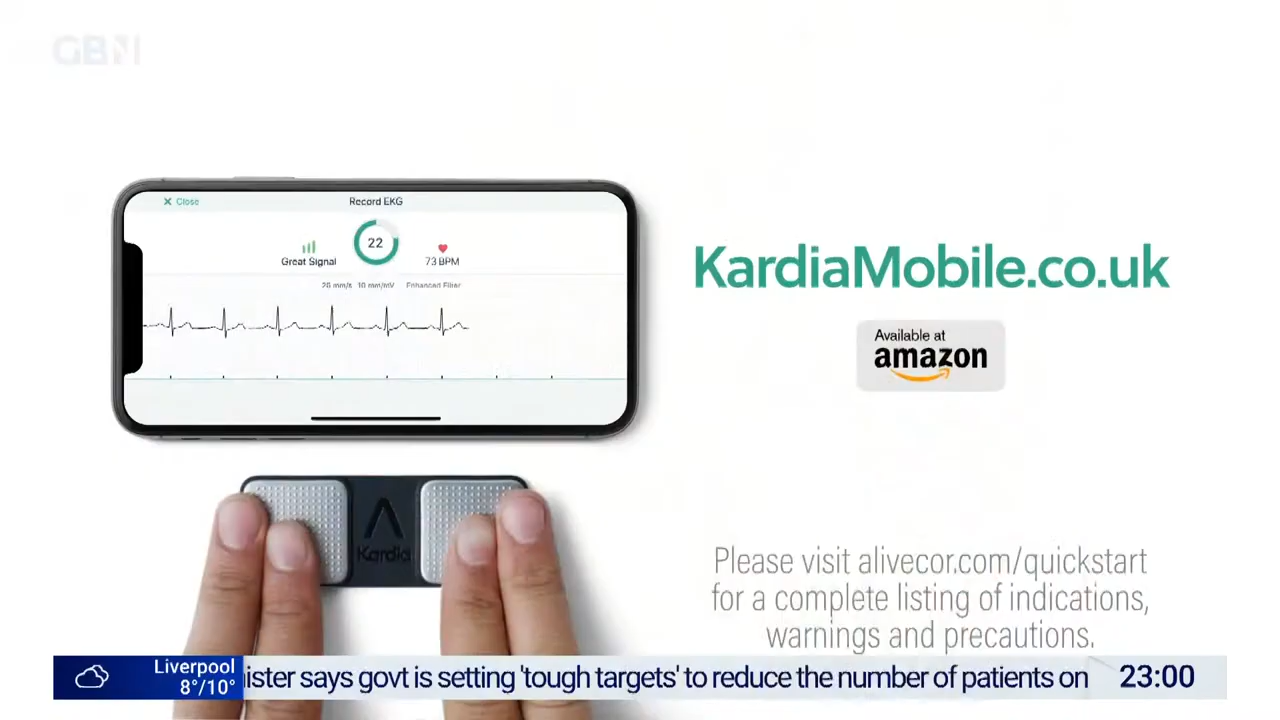 GBN
Close
Record EKG
22
Great Signal
73 BPM
25 mm/s 10 mm/mV Enhanced Filter
KardiaMobile.co.uk
Available at
amazon
Kardia
Please visit alivecor.com/quickstart
for a complete listing of indications,
warnings and precautions.
Liverpool
8°/10°
says govt is setting 'tough targets' to reduce the number of patients on
23:00